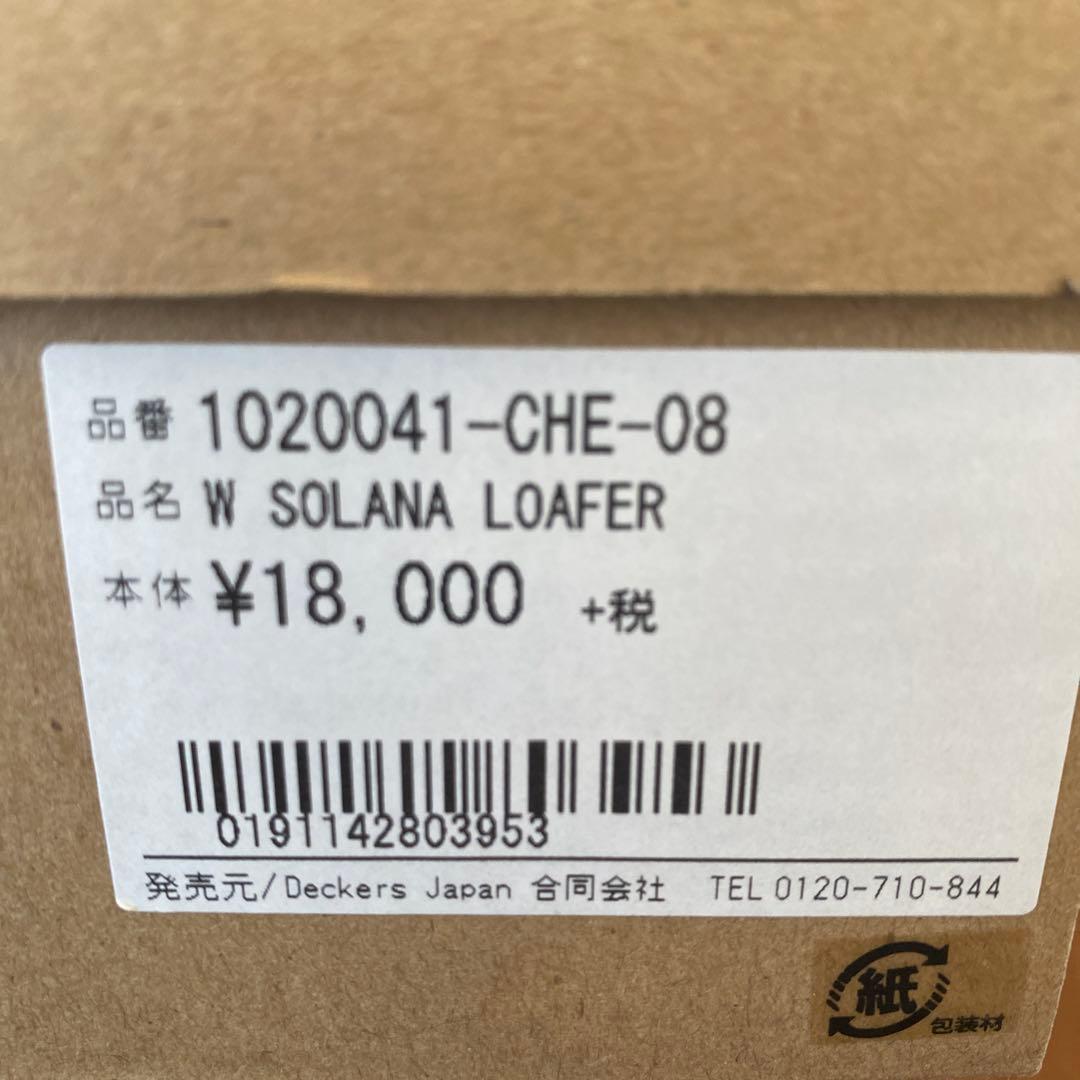 品番 1020041-CHE-08
品名 W SOLANA LOAFER
本体 ¥18,000 +税
0191142803953
発売元/Deckers Japan 合同会社 TEL 0120-710-844
紙
包装材